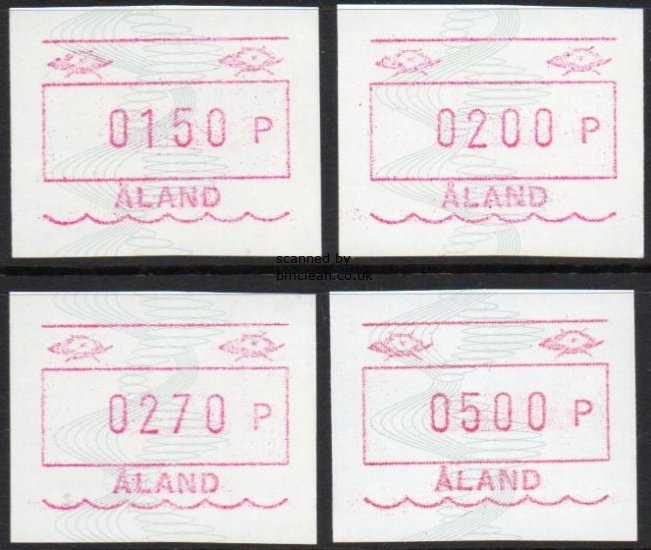 0150 P
ÅLAND
0200 P
ÅLAND
scanned by
bmclean.co.uk
0270 P
ÅLAND
0500 P
ÅLAND